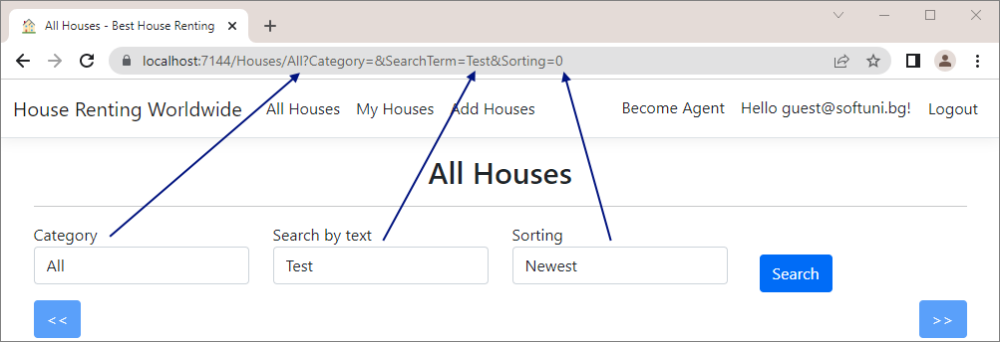 All Houses - Best House Renting
localhost:7144/Houses/All?Category=&SearchTerm=Test&Sorting=0
House Renting Worldwide All Houses My Houses Add Houses Become Agent Hello guest@softuni.bg! Logout
All Houses
Category Search by text Sorting
All Test Newest Search
<< >>